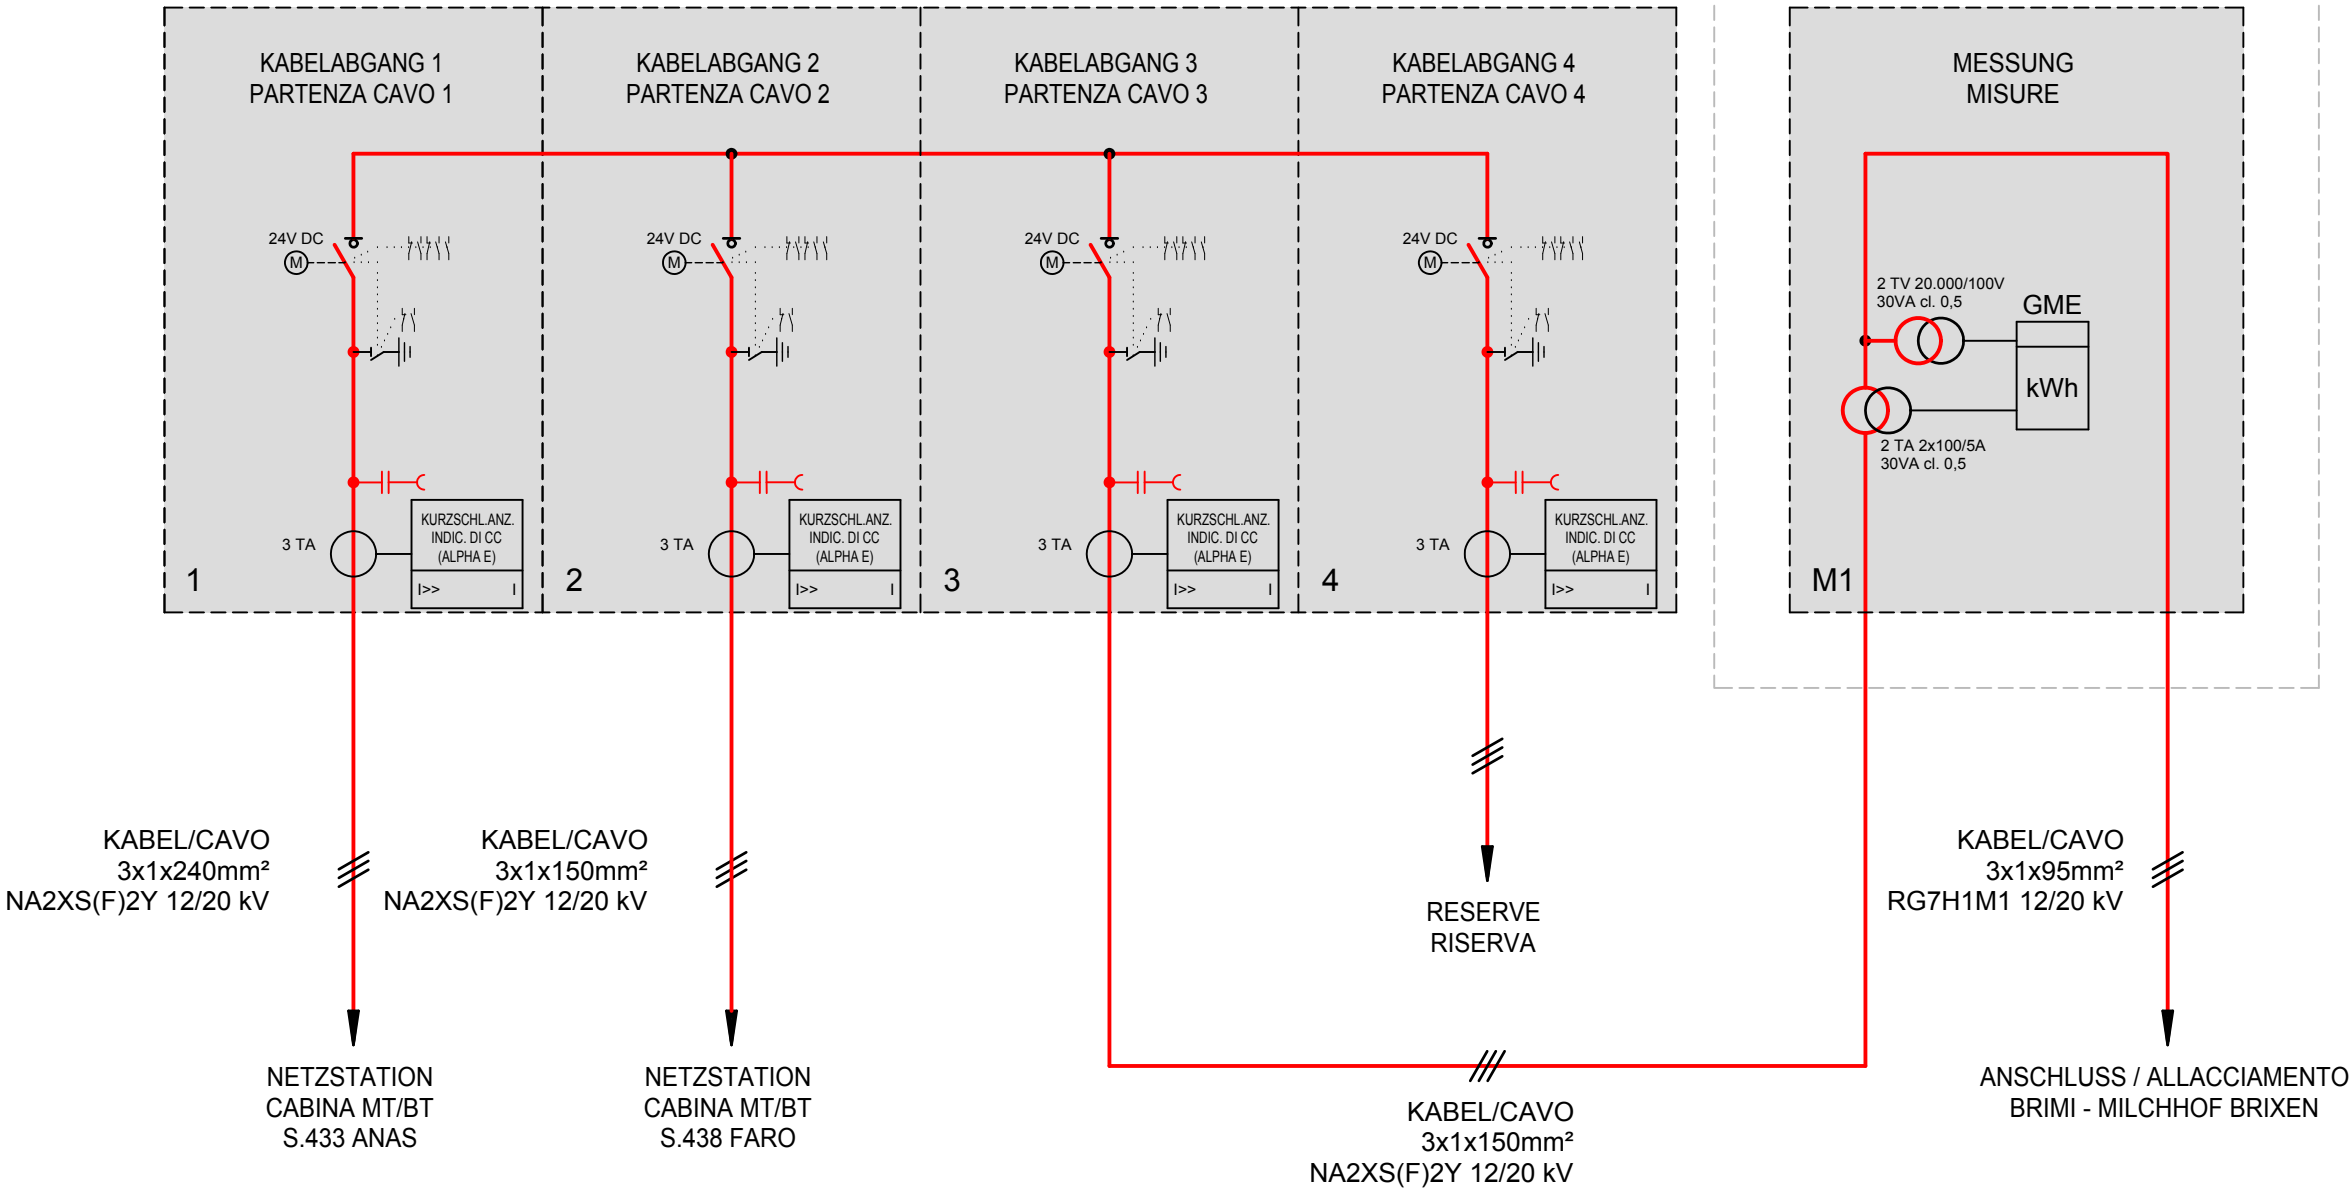 KABELABGANG 1
PARTENZA CAVO 1
KABELABGANG 2
PARTENZA CAVO 2
KABELABGANG 3
PARTENZA CAVO 3
KABELABGANG 4
PARTENZA CAVO 4
MESSUNG
MISURE
24V DC
M
24V DC
M
24V DC
M
24V DC
M
2 TV 20.000/100V
30VA cl. 0,5
GME
kWh
2 TA 2x100/5A
30VA cl. 0,5
3 TA
KURZSCHL.ANZ.
INDIC. DI CC
(ALPHA E)
I>> I
1
3 TA
KURZSCHL.ANZ.
INDIC. DI CC
(ALPHA E)
I>> I
2
3 TA
KURZSCHL.ANZ.
INDIC. DI CC
(ALPHA E)
I>> I
3
3 TA
KURZSCHL.ANZ.
INDIC. DI CC
(ALPHA E)
I>> I
4
M1
KABEL/CAVO
3x1x240mm²
NA2XS(F)2Y 12/20 kV
KABEL/CAVO
3x1x150mm²
NA2XS(F)2Y 12/20 kV
RESERVE
RISERVA
KABEL/CAVO
3x1x95mm²
RG7H1M1 12/20 kV
NETZSTATION
CABINA MT/BT
S.433 ANAS
NETZSTATION
CABINA MT/BT
S.438 FARO
KABEL/CAVO
3x1x150mm²
NA2XS(F)2Y 12/20 kV
ANSCHLUSS / ALLACCIAMENTO
BRIMI - MILCHHOF BRIXEN